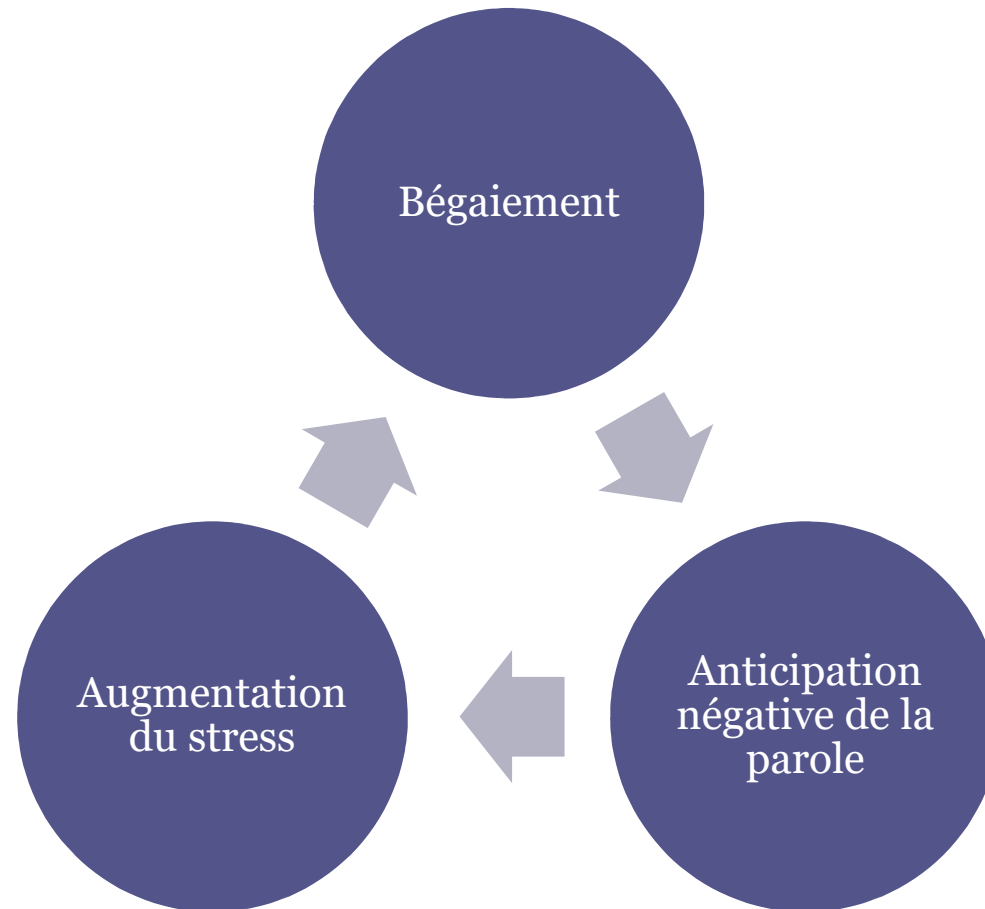 Bégaiement
Anticipation
négative de la
parole
Augmentation
du stress